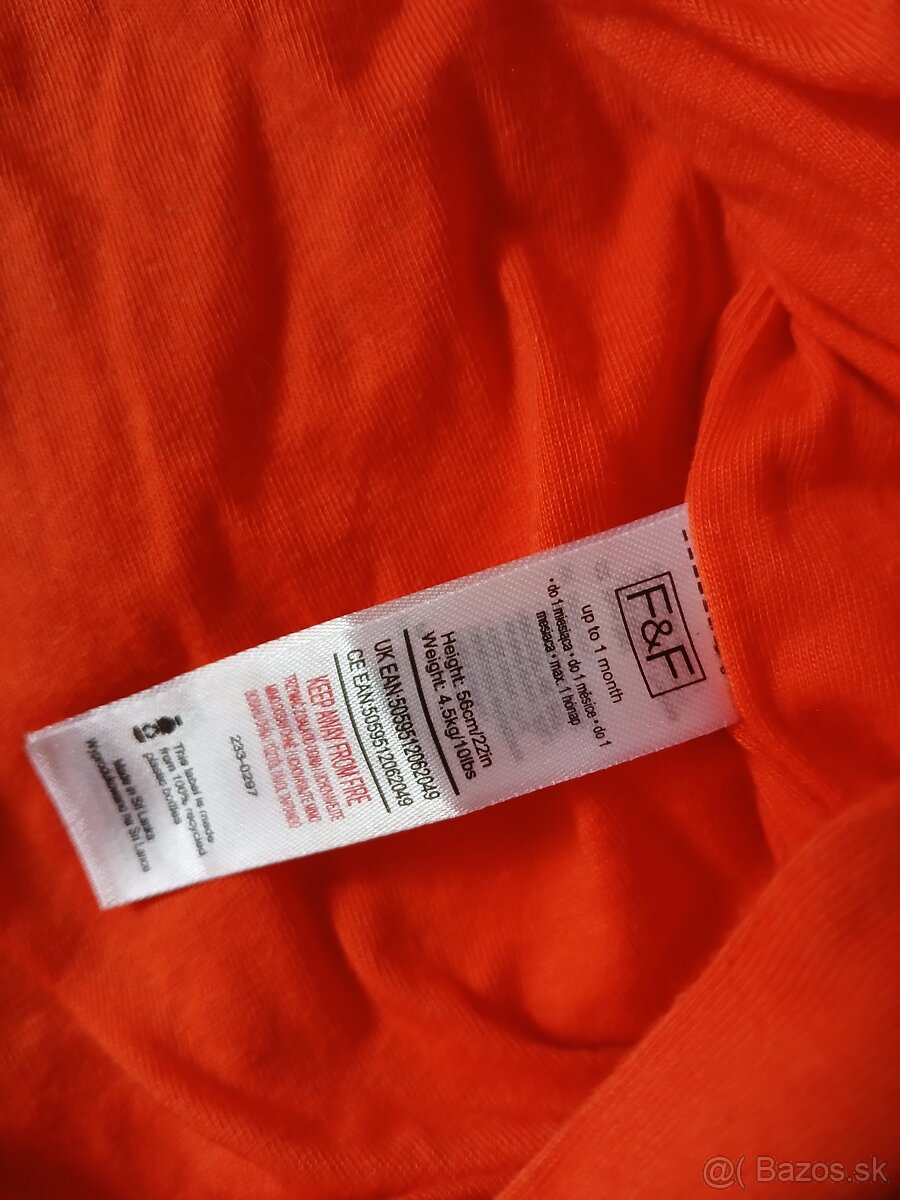 F&F
up to 1 month
• do 1 miesiąca • do 1 měsíce • do 1
mesiaca • max. 1 hónap
Height: 56cm/22in
Weight: 4.5kg/10lbs
UK EAN:5059512062049
CE EAN:5059512062049
KEEP AWAY FROM FIRE
233-0297
This label is made
from 100% recycled
plastic bottles
Made in Sri Lanka
Wyprodukowano na Sri Lance
@( Bazos.sk